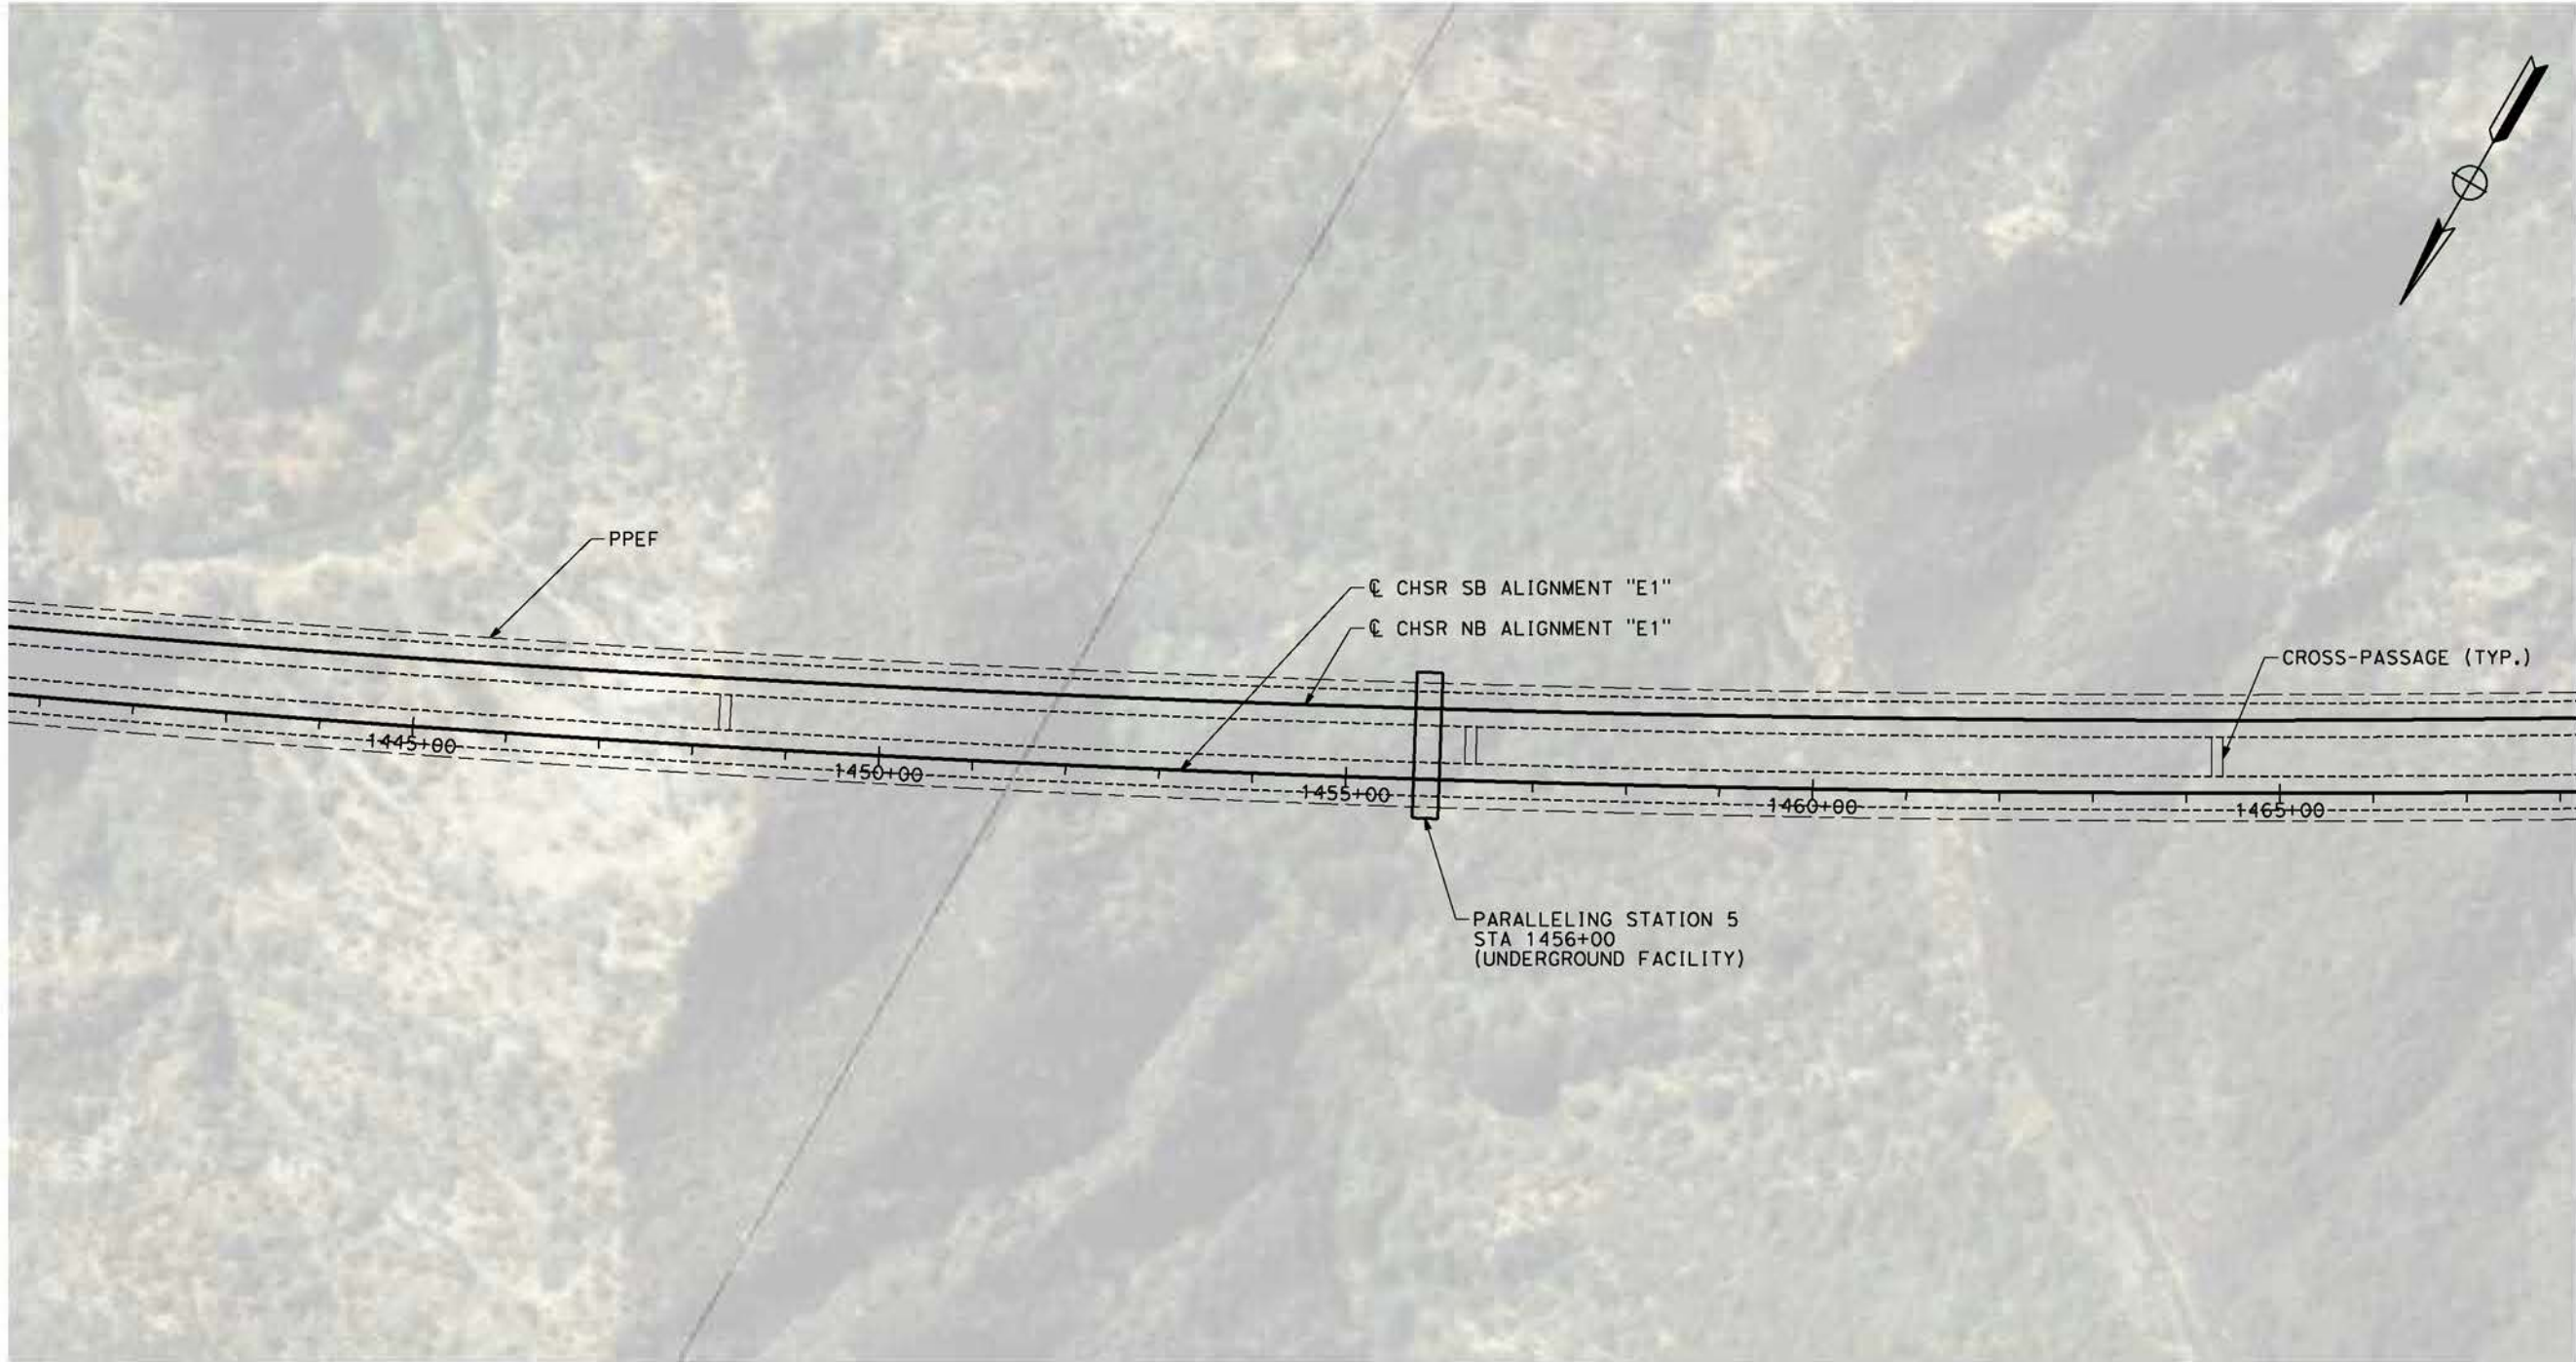 PPEF
℄ CHSR SB ALIGNMENT "E1"
℄ CHSR NB ALIGNMENT "E1"
CROSS-PASSAGE (TYP.)
1445+00
1450+00
1455+00
1460+00
1465+00
PARALLELING STATION 5
STA 1456+00
(UNDERGROUND FACILITY)